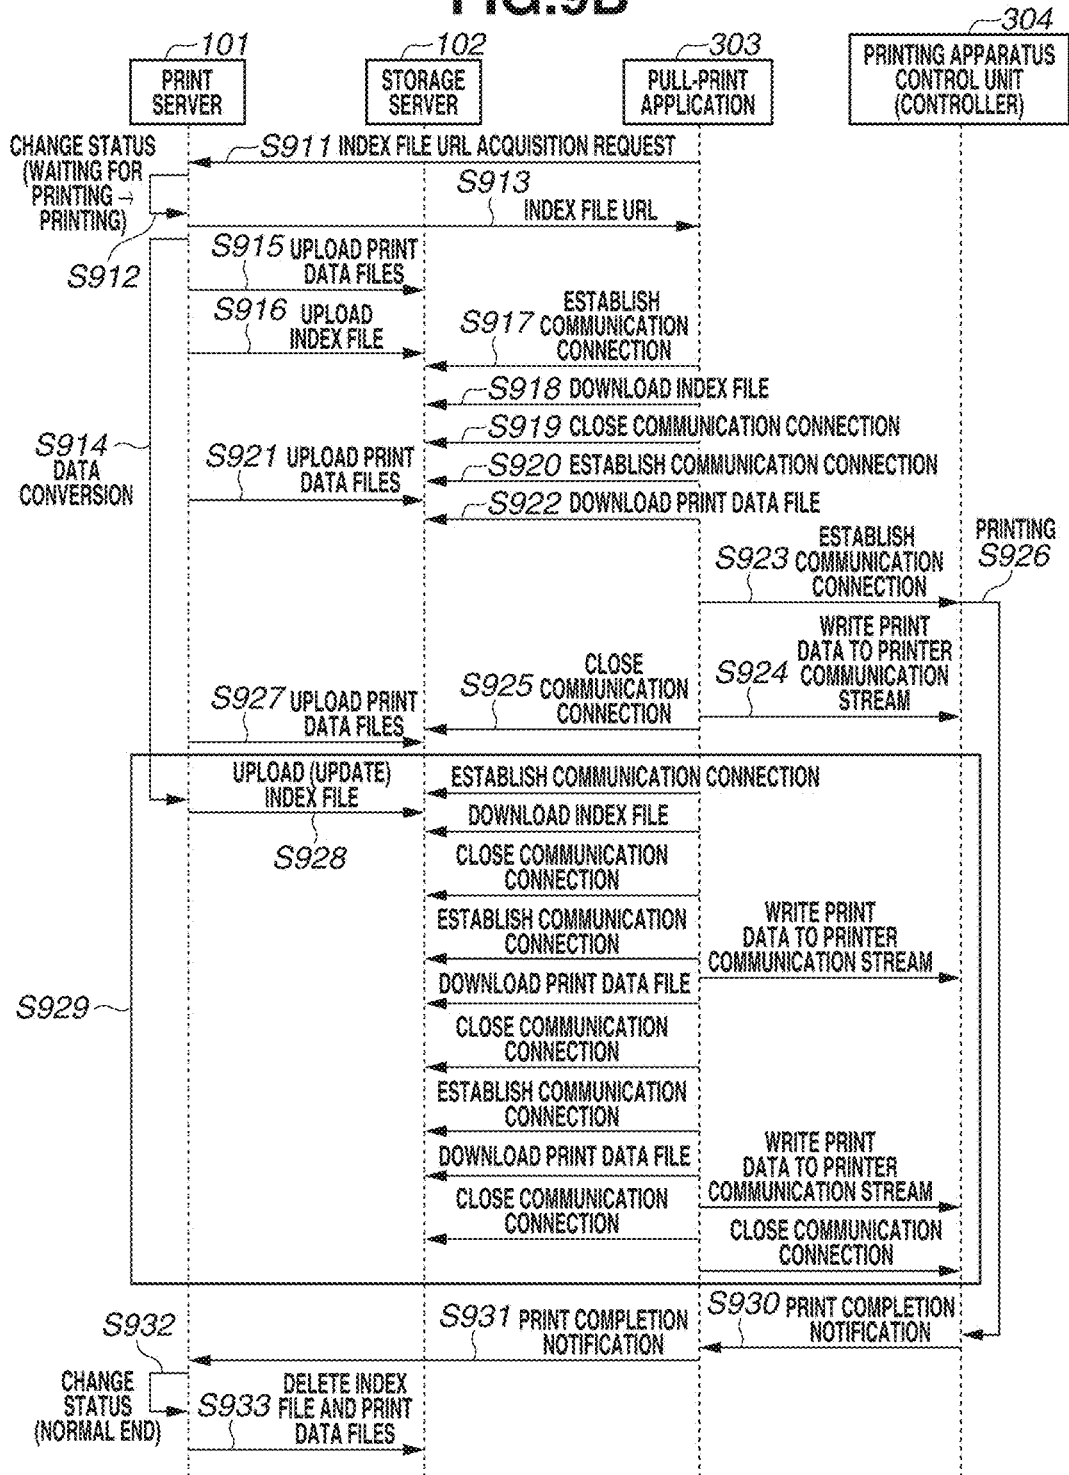 FIG.9B
101
102
303
304
PRINT
SERVER
STORAGE
SERVER
PULL-PRINT
APPLICATION
PRINTING APPARATUS
CONTROL UNIT
(CONTROLLER)
CHANGE STATUS
(WAITING FOR
PRINTING →
PRINTING)
S911 INDEX FILE URL ACQUISITION REQUEST
S913
INDEX FILE URL
S912
S915 UPLOAD PRINT
DATA FILES
S916 UPLOAD
INDEX FILE
ESTABLISH
S917 COMMUNICATION
CONNECTION
S918 DOWNLOAD INDEX FILE
S919 CLOSE COMMUNICATION CONNECTION
S914
DATA
CONVERSION
S921 UPLOAD PRINT
DATA FILES
S920 ESTABLISH COMMUNICATION CONNECTION
S922 DOWNLOAD PRINT DATA FILE
ESTABLISH
S923 COMMUNICATION
CONNECTION
PRINTING
S926
WRITE PRINT
DATA TO PRINTER
S924 COMMUNICATION
STREAM
CLOSE
S925 COMMUNICATION
CONNECTION
S927 UPLOAD PRINT
DATA FILES
UPLOAD (UPDATE)
INDEX FILE
S928
ESTABLISH COMMUNICATION CONNECTION
DOWNLOAD INDEX FILE
CLOSE COMMUNICATION
CONNECTION
ESTABLISH COMMUNICATION
CONNECTION
WRITE PRINT
DATA TO PRINTER
COMMUNICATION STREAM
DOWNLOAD PRINT DATA FILE
S929
CLOSE COMMUNICATION
CONNECTION
ESTABLISH COMMUNICATION
CONNECTION
DOWNLOAD PRINT DATA FILE
WRITE PRINT
DATA TO PRINTER
COMMUNICATION STREAM
CLOSE COMMUNICATION
CONNECTION
CLOSE COMMUNICATION
CONNECTION
S930 PRINT COMPLETION
NOTIFICATION
S931 PRINT COMPLETION
NOTIFICATION
S932
CHANGE
STATUS
(NORMAL END)
DELETE INDEX
S933 FILE AND PRINT
DATA FILES